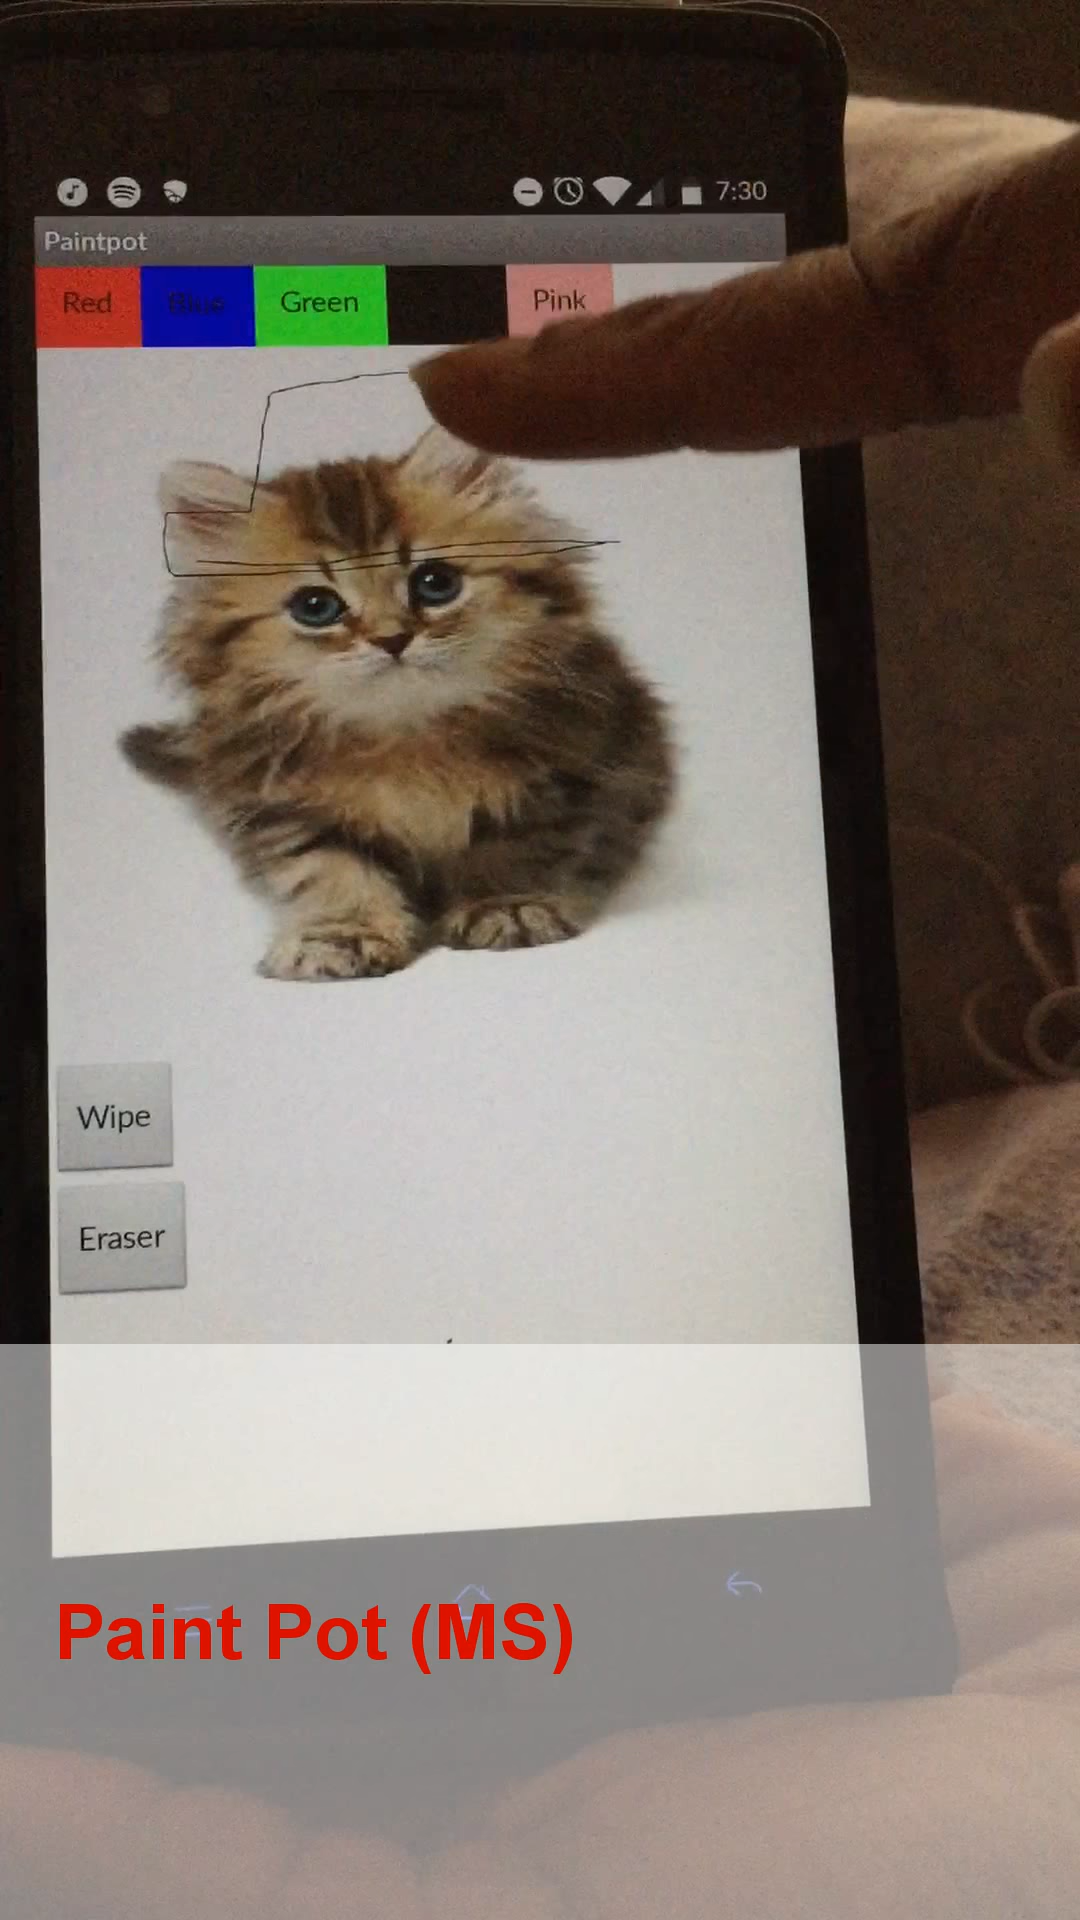 7:30
Paintpot
Red Blue Green Pink
Wipe
Eraser
Paint Pot (MS)